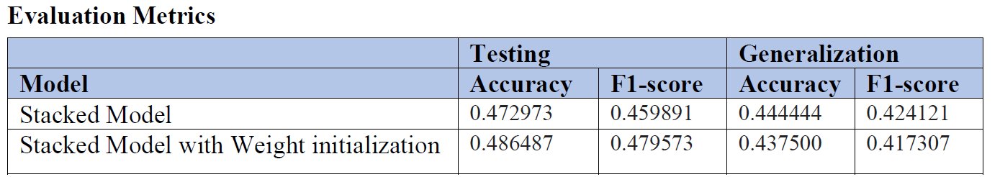 Evaluation Metrics
Testing Generalization
Model Accuracy F1-score Accuracy F1-score
Stacked Model 0.472973 0.459891 0.444444 0.424121
Stacked Model with Weight initialization 0.486487 0.479573 0.437500 0.417307